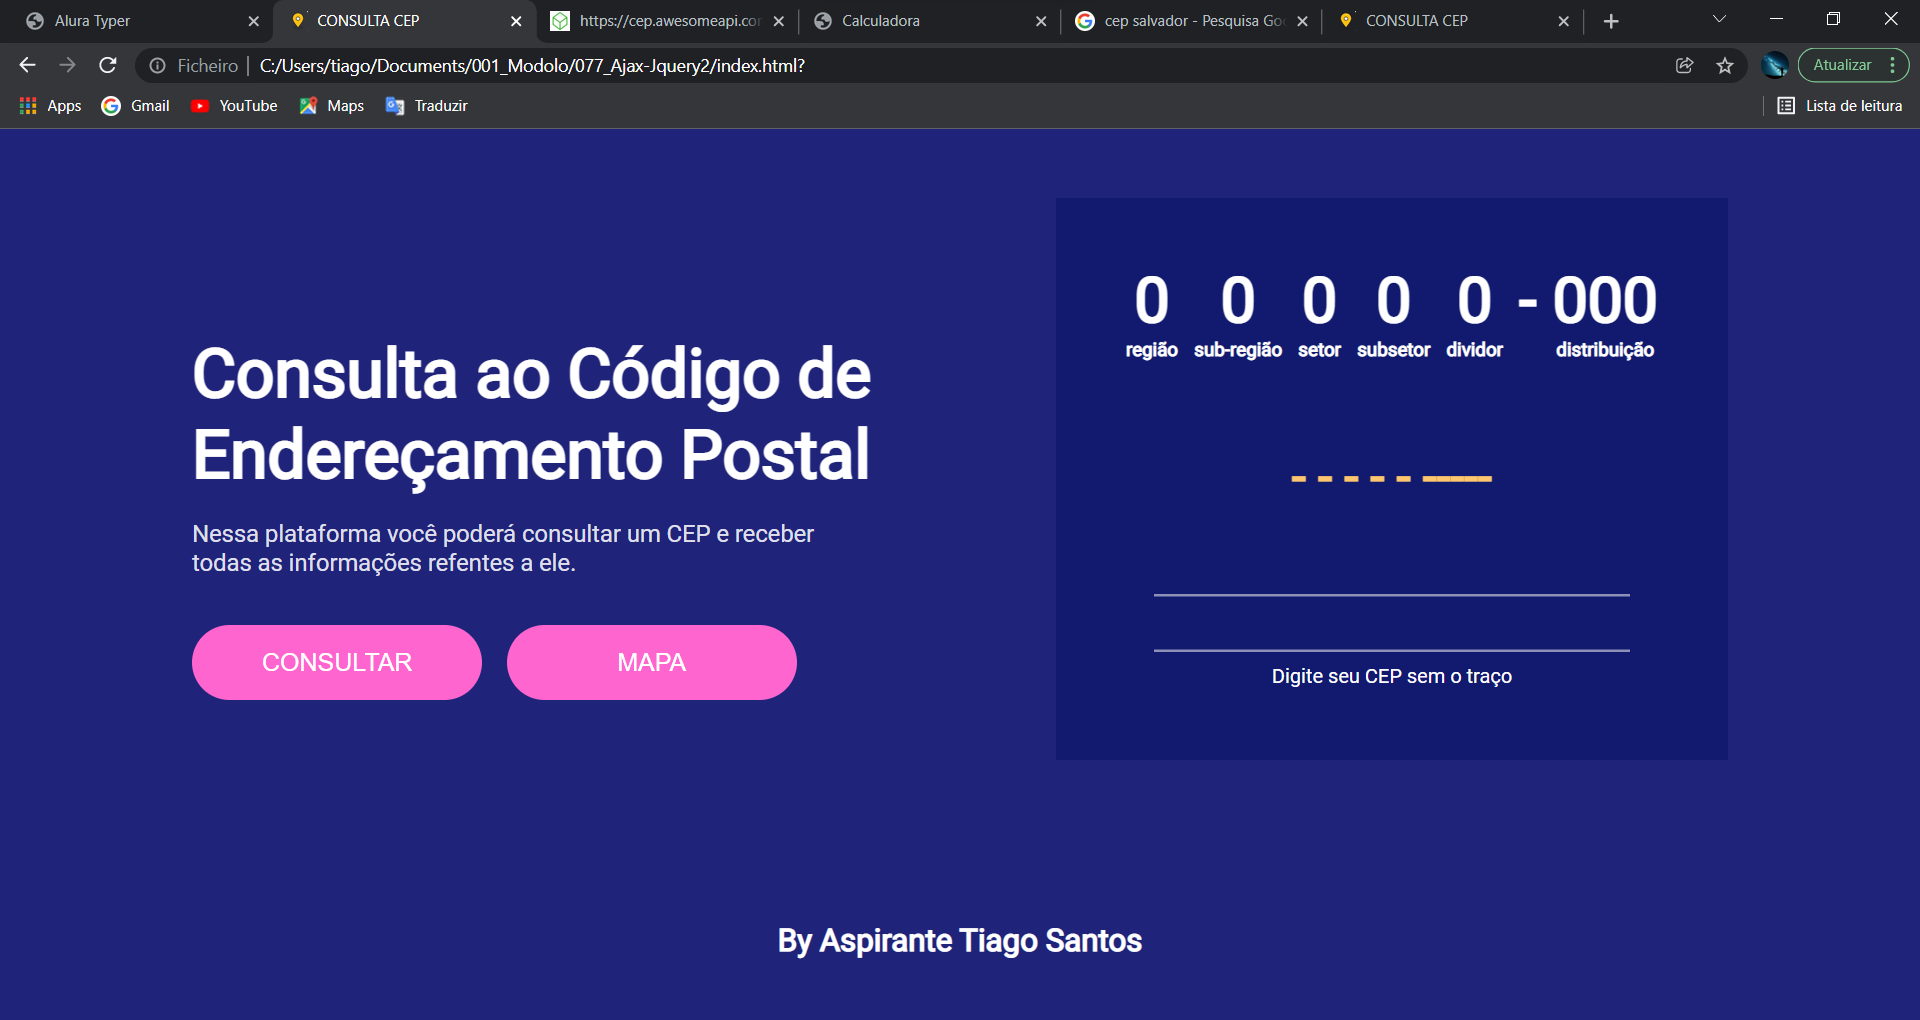 Alura Typer
CONSULTA CEP
https://cep.awesomeapi.co
Calculadora
cep salvador - Pesquisa Go
CONSULTA CEP
Ficheiro
C:/Users/tiago/Documents/001_Modolo/077_Ajax-Jquery2/index.html?
Atualizar
Apps
Gmail
YouTube
Maps
Traduzir
Lista de leitura
0 0 0 0 0 - 000
região sub-região setor subsetor dividor distribuição
Consulta ao Código de
Endereçamento Postal
Nessa plataforma você poderá consultar um CEP e receber
todas as informações refentes a ele.
CONSULTAR
MAPA
Digite seu CEP sem o traço
By Aspirante Tiago Santos